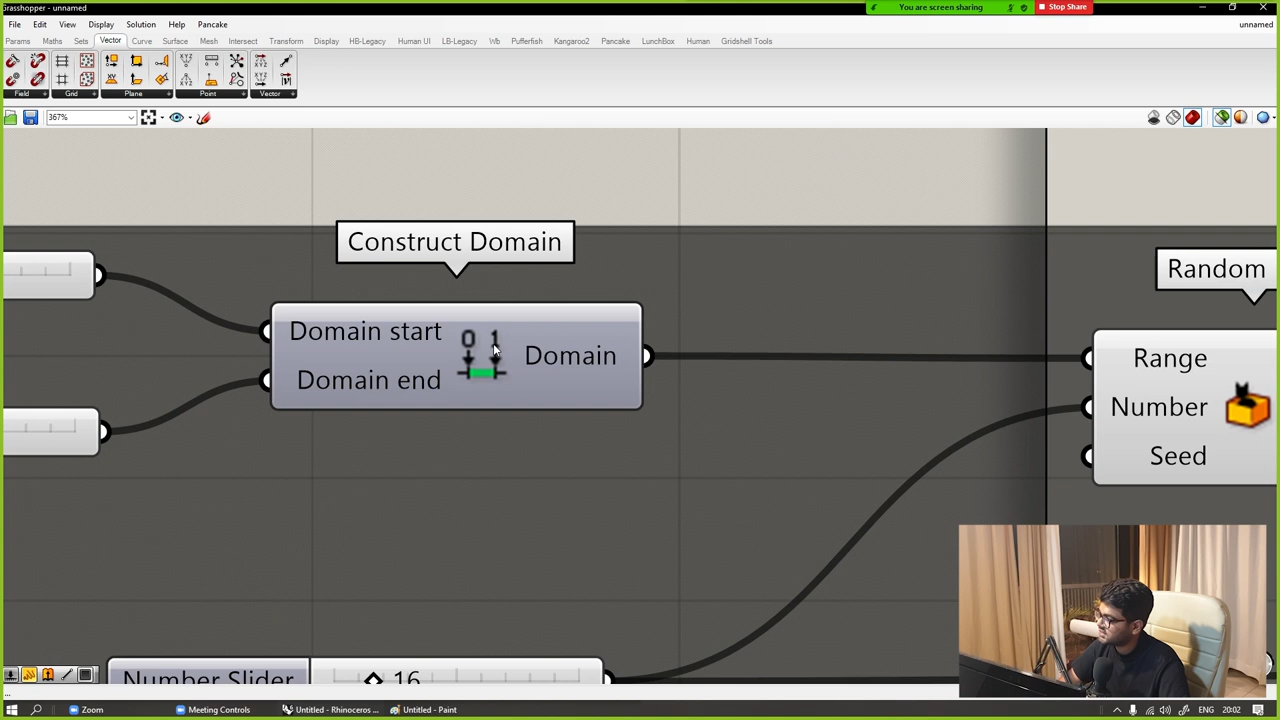 Grasshopper - unnamed
You are screen sharing
Stop Share
File Edit View Display Solution Help Pancake
unnamed
Params Maths Sets Vector Curve Surface Mesh Intersect Transform Display HB-Legacy Human UI LB-Legacy Wb Pufferfish Kangaroo2 Pancake LunchBox Human Gridshell Tools
Field Grid Plane Point Vector
367%
Construct Domain
Random
Domain start
0 1
Domain
Domain end
Range
Number
Seed
Number Slider
16
...
Zoom
Meeting Controls
Untitled - Rhinoceros ...
Untitled - Paint
ENG
20:02